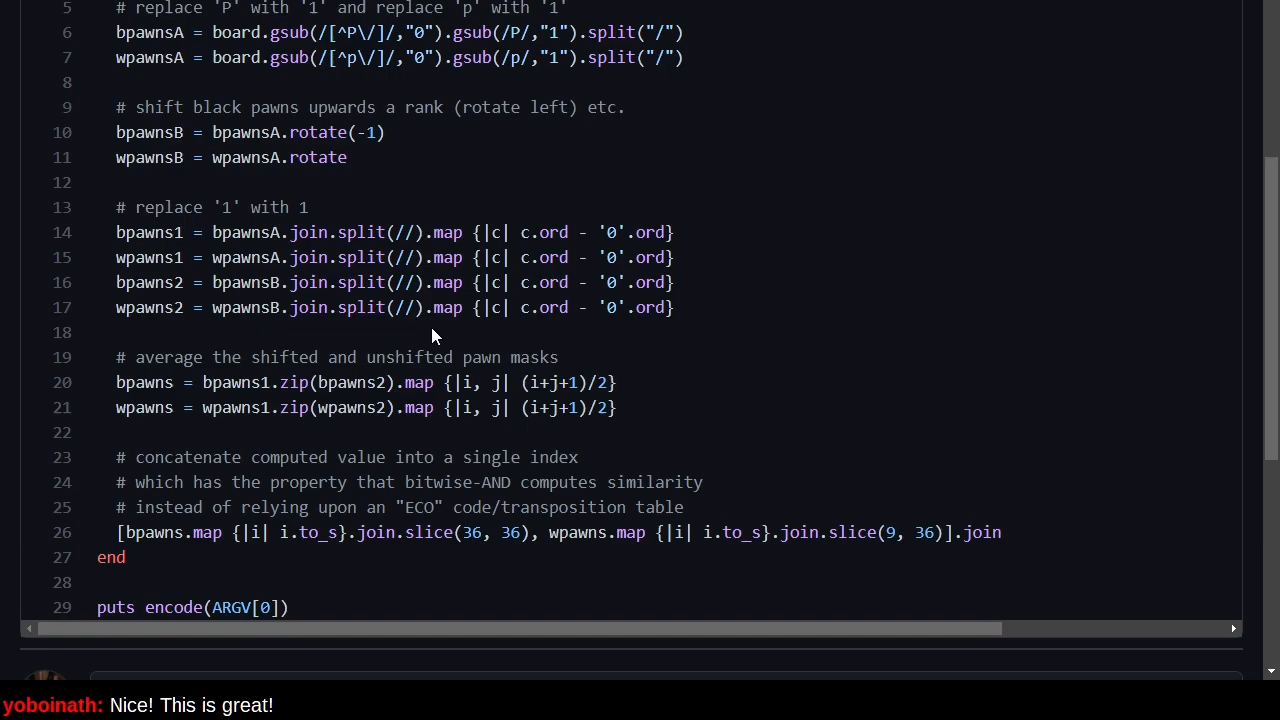 5 # replace 'P' with '1' and replace 'p' with '1'
6 bpawnsA = board.gsub(/[^P\/]/,"0").gsub(/P/,"1").split("/")
7 wpawnsA = board.gsub(/[^p\/]/,"0").gsub(/p/,"1").split("/")
8
9 # shift black pawns upwards a rank (rotate left) etc.
10 bpawnsB = bpawnsA.rotate(-1)
11 wpawnsB = wpawnsA.rotate
12
13 # replace '1' with 1
14 bpawns1 = bpawnsA.join.split(//).map {|c| c.ord - '0'.ord}
15 wpawns1 = wpawnsA.join.split(//).map {|c| c.ord - '0'.ord}
16 bpawns2 = bpawnsB.join.split(//).map {|c| c.ord - '0'.ord}
17 wpawns2 = wpawnsB.join.split(//).map {|c| c.ord - '0'.ord}
18
19 # average the shifted and unshifted pawn masks
20 bpawns = bpawns1.zip(bpawns2).map {|i, j| (i+j+1)/2}
21 wpawns = wpawns1.zip(wpawns2).map {|i, j| (i+j+1)/2}
22
23 # concatenate computed value into a single index
24 # which has the property that bitwise-AND computes similarity
25 # instead of relying upon an "ECO" code/transposition table
26 [bpawns.map {|i| i.to_s}.join.slice(36, 36), wpawns.map {|i| i.to_s}.join.slice(9, 36)].join
27 end
28
29 puts encode(ARGV[0])
yoboinath: Nice! This is great!